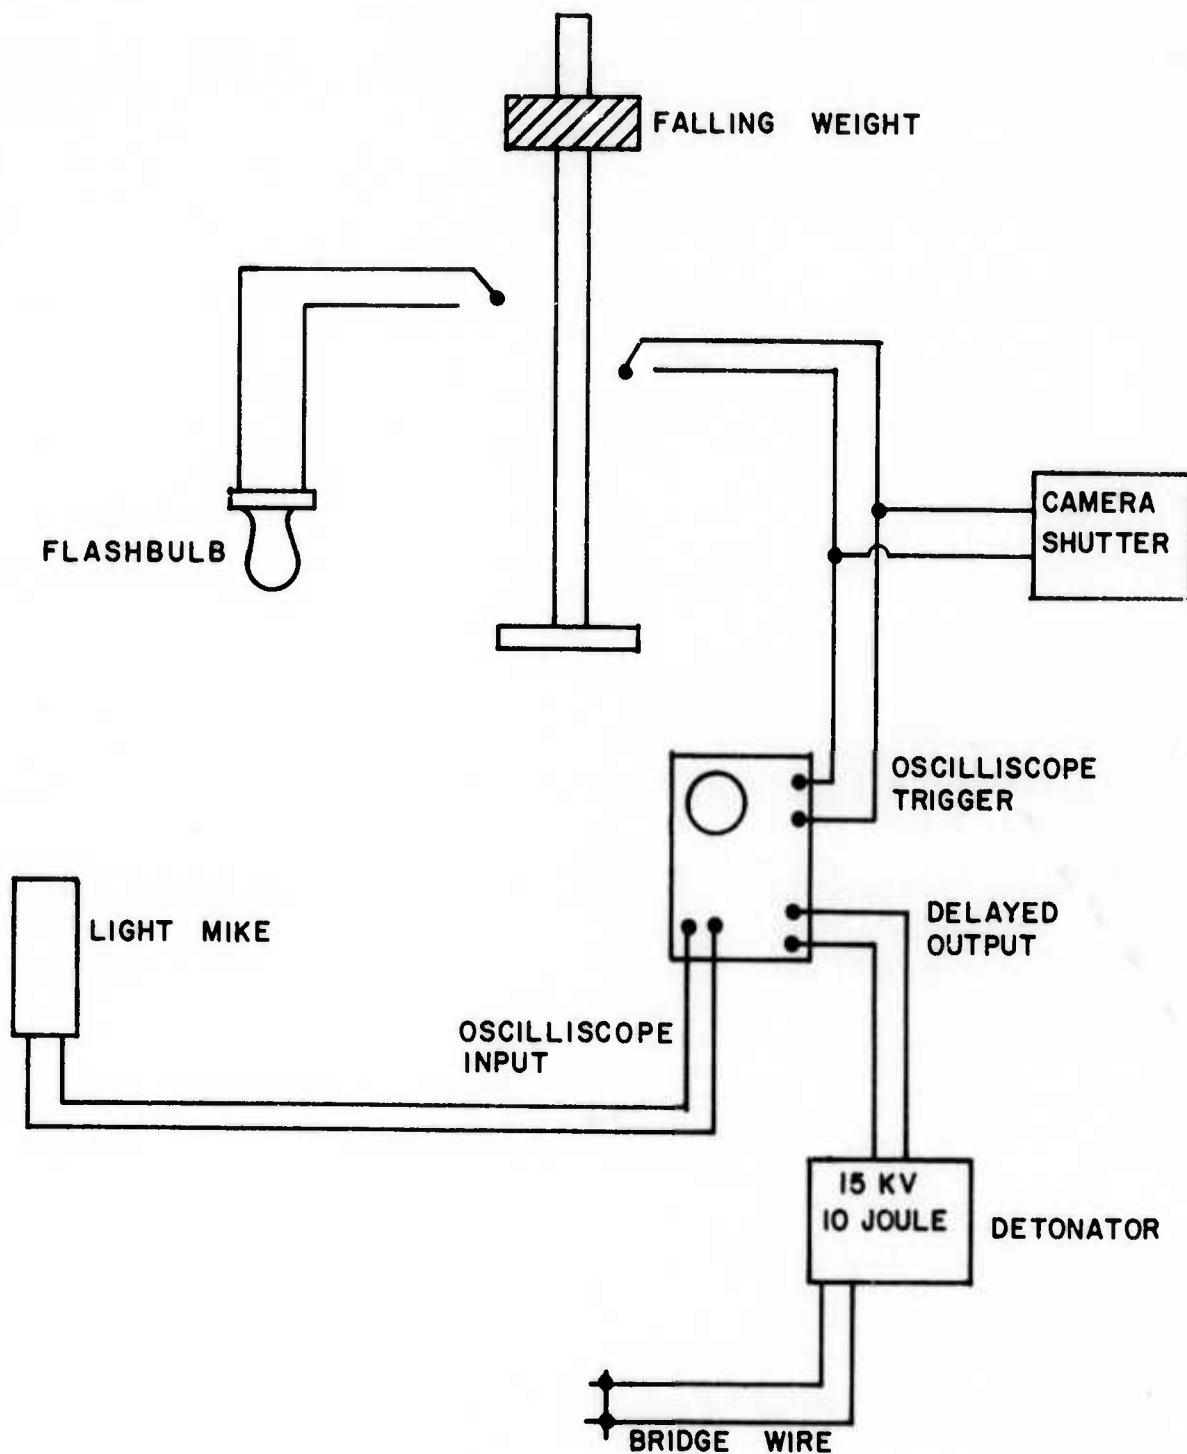 FALLING WEIGHT
FLASHBULB
CAMERA
SHUTTER
OSCILLISCOPE
TRIGGER
LIGHT MIKE
DELAYED
OUTPUT
OSCILLISCOPE
INPUT
15 KV
10 JOULE
DETONATOR
BRIDGE WIRE